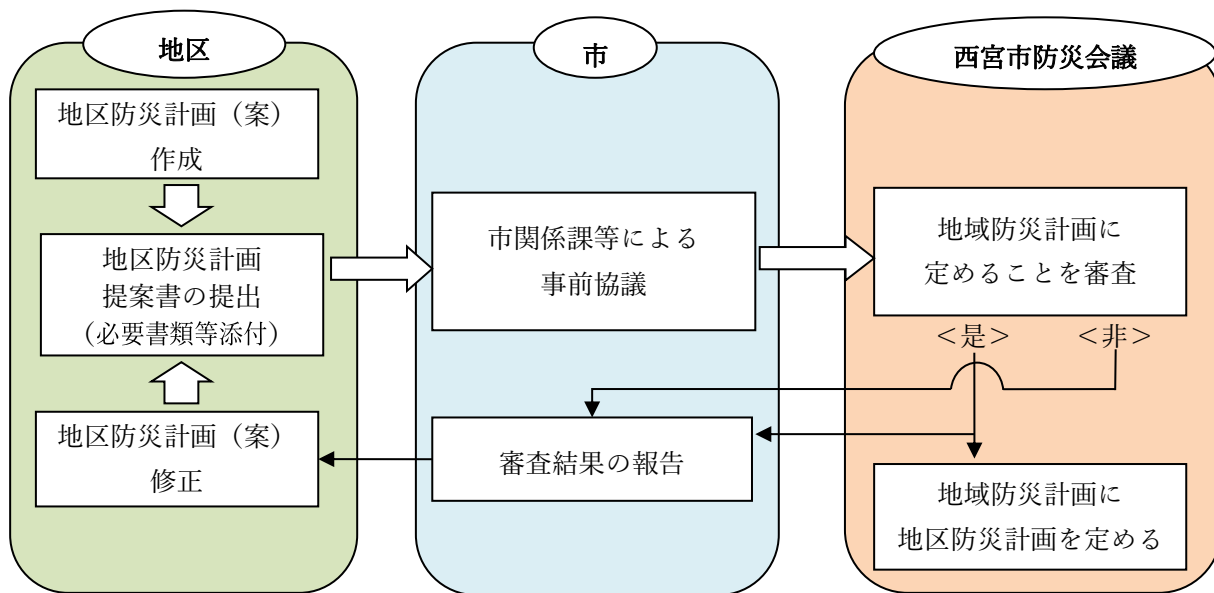 地区
地区防災計画（案）
作成
地区防災計画
提案書の提出
（必要書類等添付）
地区防災計画（案）
修正
市
市関係課等による
事前協議
審査結果の報告
西宮市防災会議
地域防災計画に
定めることを審査
＜是＞ ＜非＞
地域防災計画に
地区防災計画を定める